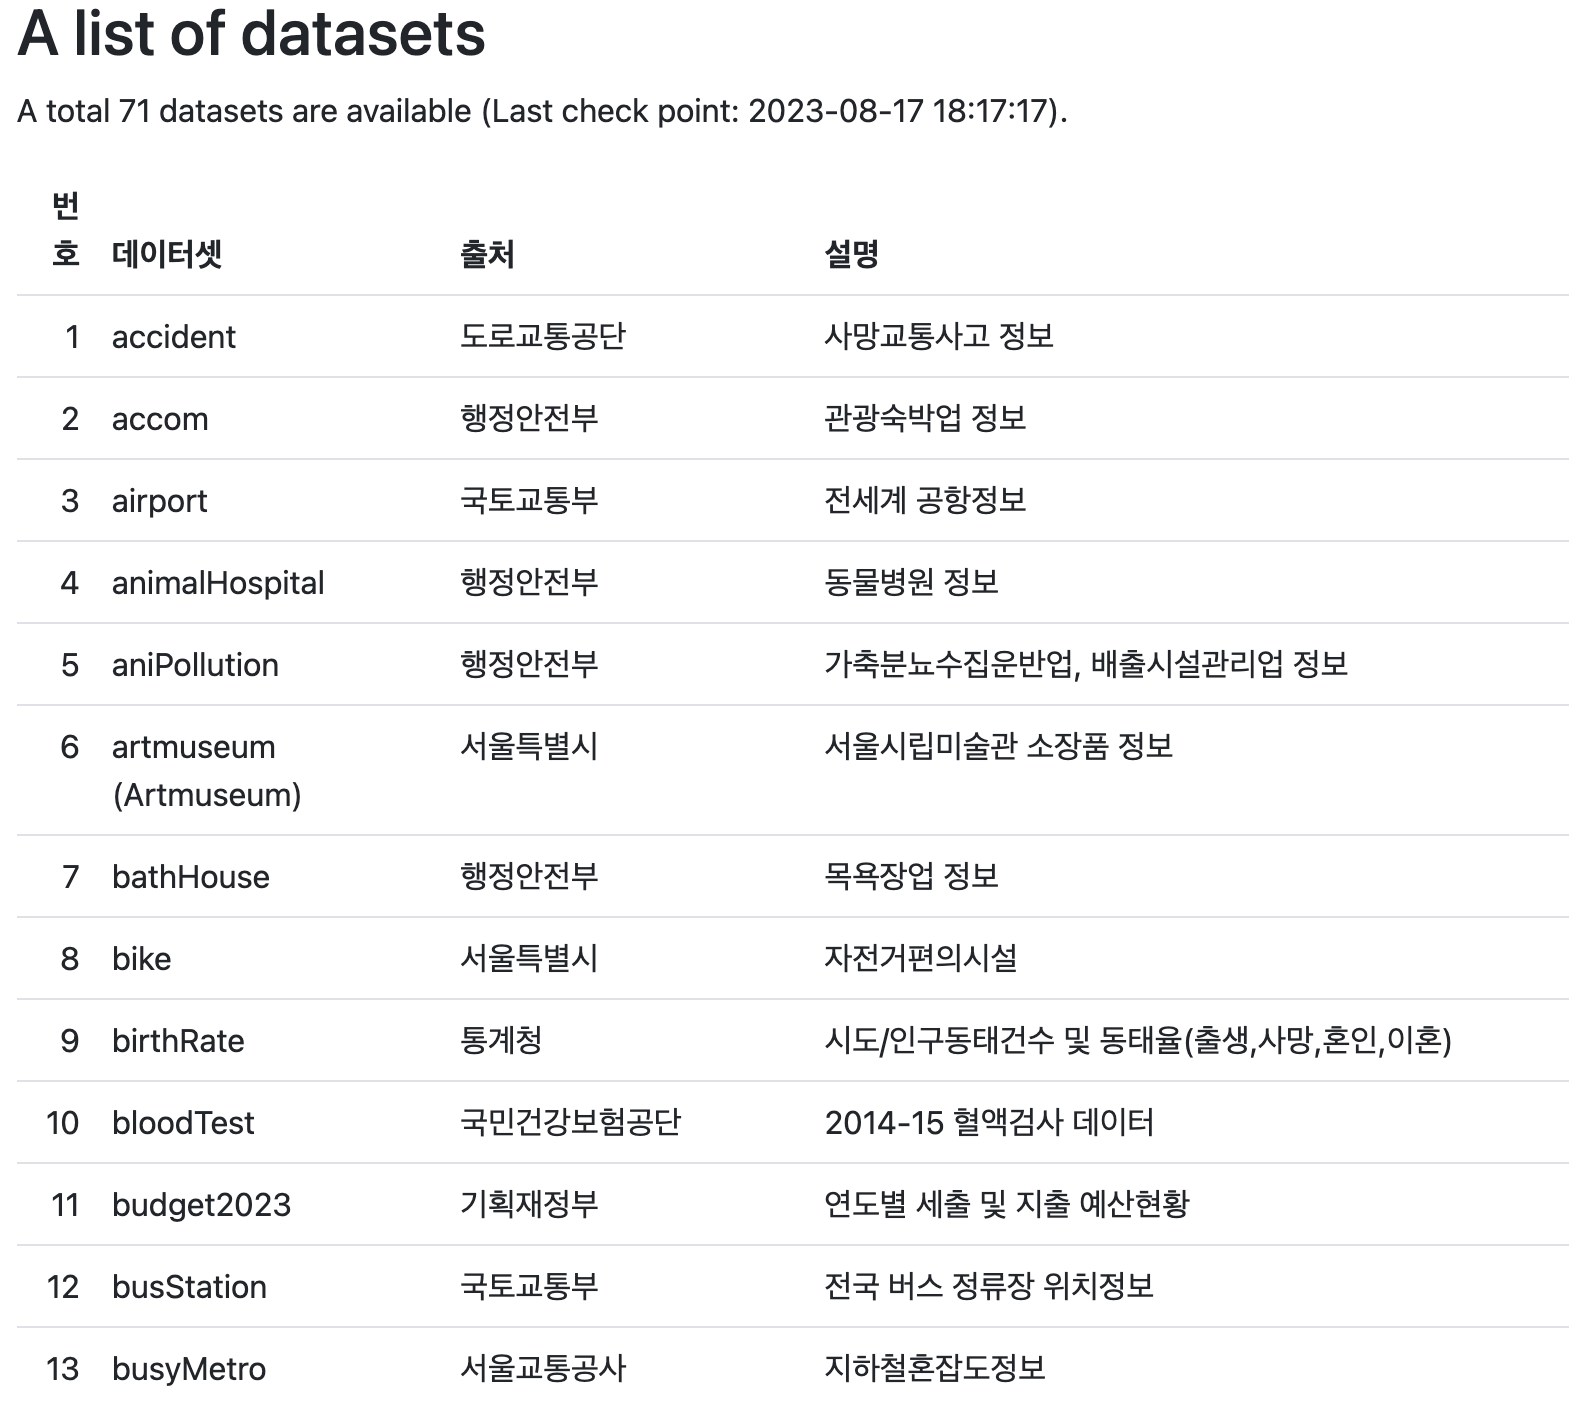 A list of datasets
A total 71 datasets are available (Last check point: 2023-08-17 18:17:17).
번
호 데이터셋 출처 설명
1 accident 도로교통공단 사망교통사고 정보
2 accom 행정안전부 관광숙박업 정보
3 airport 국토교통부 전세계 공항정보
4 animalHospital 행정안전부 동물병원 정보
5 aniPollution 행정안전부 가축분뇨수집운반업, 배출시설관리업 정보
6 artmuseum 서울특별시 서울시립미술관 소장품 정보
(Artmuseum)
7 bathHouse 행정안전부 목욕장업 정보
8 bike 서울특별시 자전거편의시설
9 birthRate 통계청 시도/인구동태건수 및 동태율(출생,사망,혼인,이혼)
10 bloodTest 국민건강보험공단 2014-15 혈액검사 데이터
11 budget2023 기획재정부 연도별 세출 및 지출 예산현황
12 busStation 국토교통부 전국 버스 정류장 위치정보
13 busyMetro 서울교통공사 지하철혼잡도정보